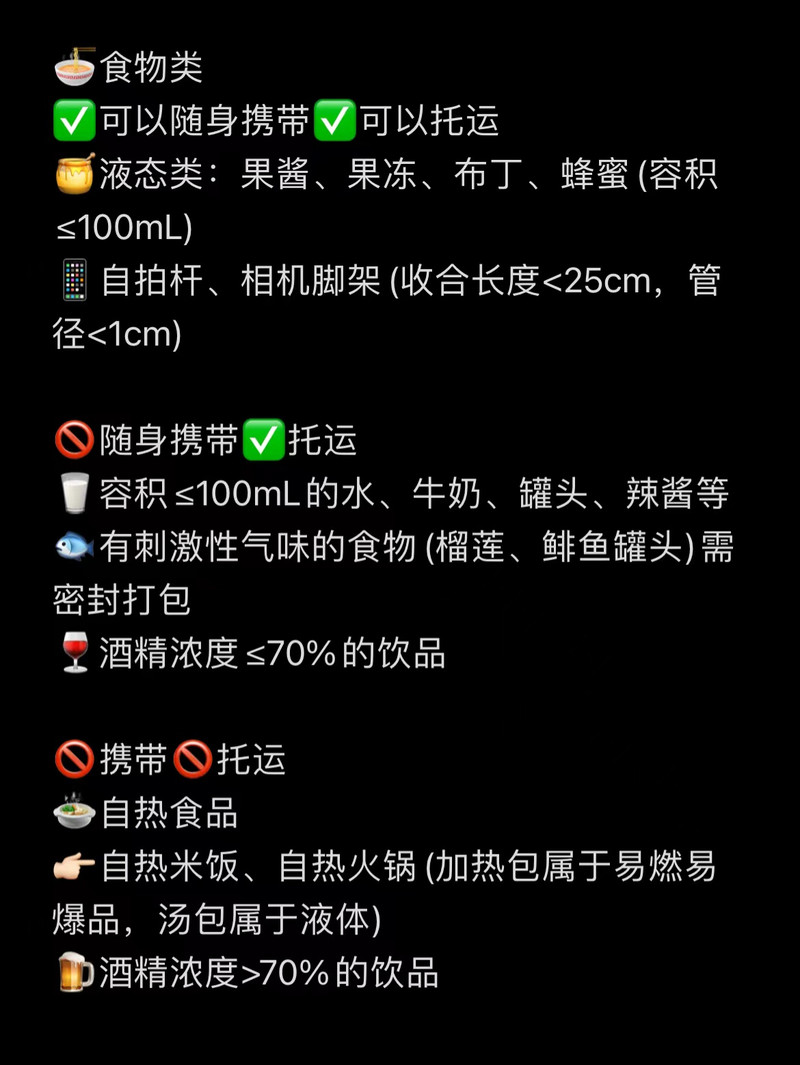 🍜食物类
✅可以随身携带✅可以托运
🍯液态类：果酱、果冻、布丁、蜂蜜(容积
≤100mL)
📱自拍杆、相机脚架(收合长度<25cm，管
径<1cm)
🚫随身携带✅托运
🥛容积≤100mL的水、牛奶、罐头、辣酱等
🐟有刺激性气味的食物(榴莲、鲱鱼罐头)需
密封打包
🍷酒精浓度≤70%的饮品
🚫携带🚫托运
🍲自热食品
👉🏻自热米饭、自热火锅(加热包属于易燃易
爆品，汤包属于液体)
🍺酒精浓度>70%的饮品